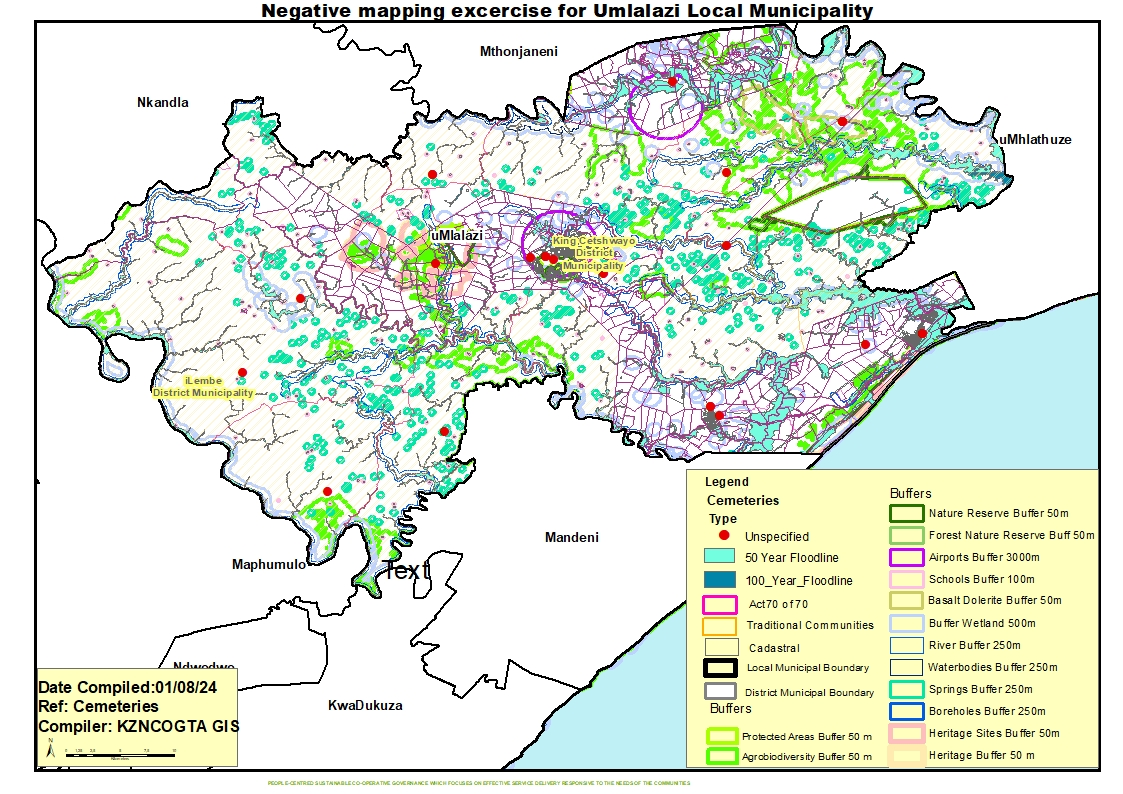 Negative mapping excercise for Umlalazi Local Municipality
Mthonjaneni
Nkandla
uMhlathuze
uMlalazi
King Cetshwayo
District
Municipality
iLembe
District Municipality
Mandeni
Maphumulo
Text
Ndwedwe
KwaDukuza
Legend
Cemeteries
Type
Unspecified
50 Year Floodline
100_Year_Floodline
Act70 of 70
Traditional Communities
Cadastral
Local Municipal Boundary
District Municipal Boundary
Buffers
Protected Areas Buffer 50 m
Agrobiodiversity Buffer 50 m
Buffers
Nature Reserve Buffer 50m
Forest Nature Reserve Buff 50m
Airports Buffer 3000m
Schools Buffer 100m
Basalt Dolerite Buffer 50m
Buffer Wetland 500m
River Buffer 250m
Waterbodies Buffer 250m
Springs Buffer 250m
Boreholes Buffer 250m
Heritage Sites Buffer 50m
Heritage Buffer 50 m
Date Compiled:01/08/24
Ref: Cemeteries
Compiler: KZNCOGTA GIS
N
PEOPLE-CENTRED SUSTAINABLE CO-OPERATIVE GOVERNANCE WHICH FOCUSES ON EFFECTIVE SERVICE DELIVERY RESPONSIVE TO THE NEEDS OF THE COMMUNITIES